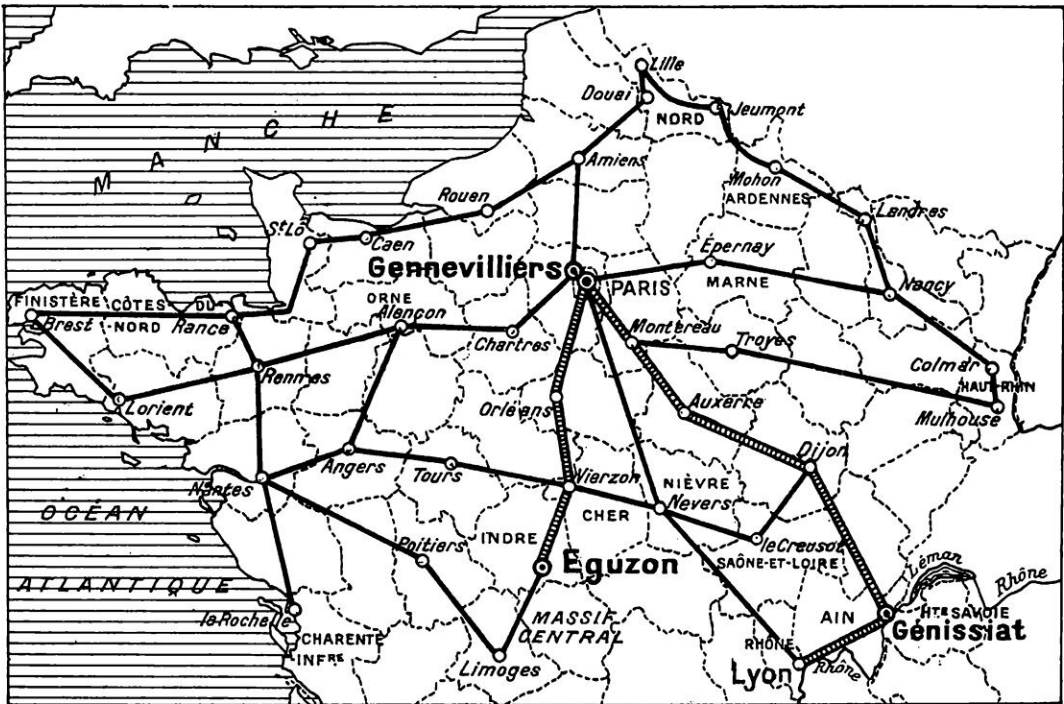 Lille
Douai
NORD
Jeumont
MANCHE
Amiens
Mohon
ARDENNES
Rouen
Landres
St Lô
Caen
Épernay
Gennevilliers
PARIS
MARNE
Nancy
FINISTÈRE
CÔTES DU
NORD
ORNE
Brest
Rance
Alençon
Chartres
Montereau
Troyes
Colmar
HAUT-RHIN
Mulhouse
Rennes
Lorient
Orléans
Auxerre
Dijon
Angers
Tours
Vierzon
NIÈVRE
Nantes
Nevers
CHER
OCÉAN
ATLANTIQUE
Poitiers
INDRE
Eguzon
le Creusot
SAÔNE-ET-LOIRE
Léman
Rhône
la Rochelle
CHARENTE
INFRE
MASSIF
CENTRAL
AIN
HTE SAVOIE
Génissiat
Limoges
RHÔNE
Lyon
Rhône